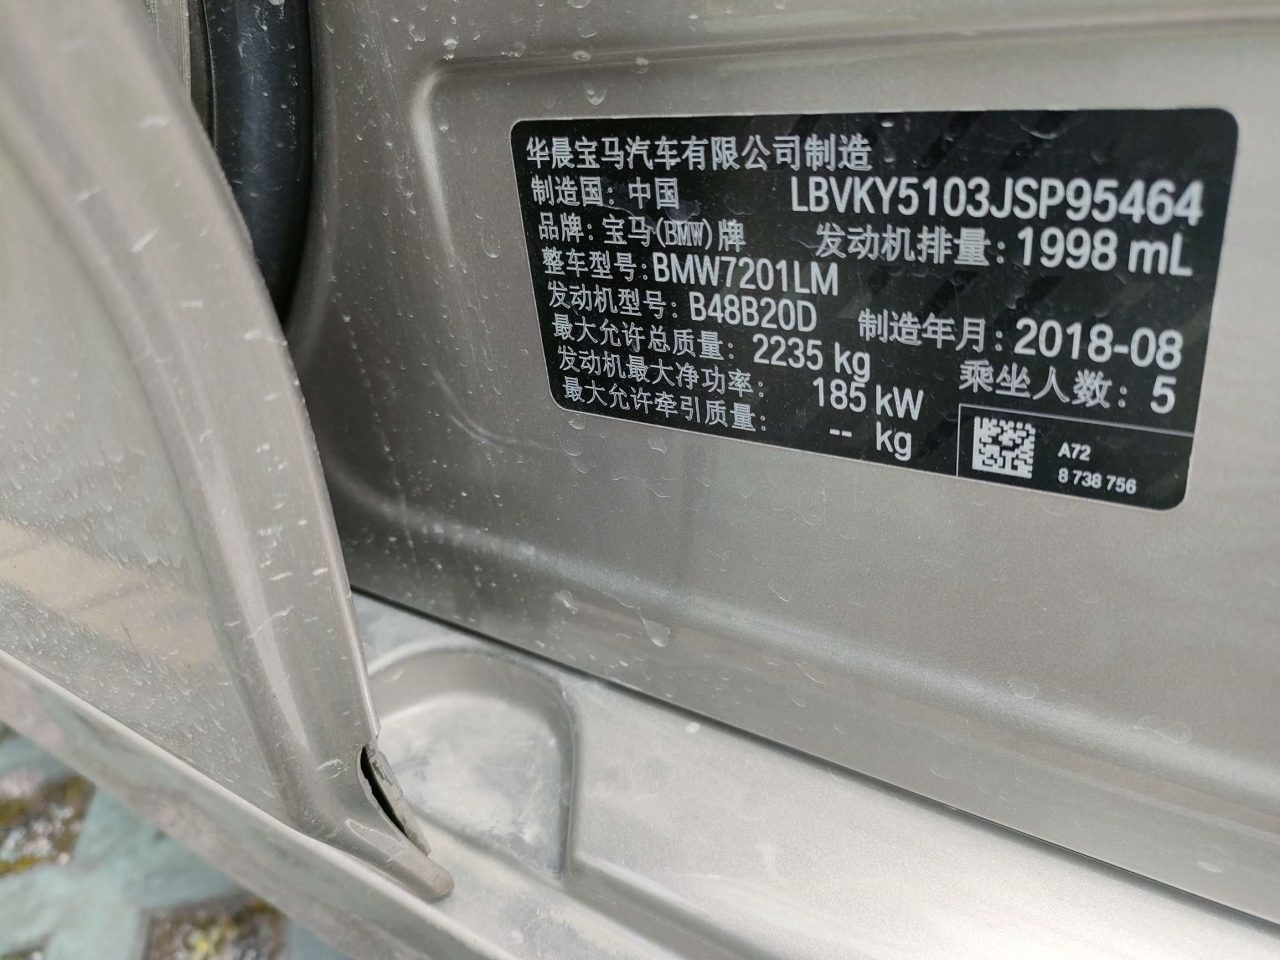 华晨宝马汽车有限公司制造
制造国：中国 LBVKY5103JSP95464
品牌：宝马(BMW)牌 发动机排量：1998 mL
整车型号：BMW7201LM
发动机型号：B48B20D 制造年月：2018-08
最大允许总质量：2235 kg 乘坐人数：5
发动机最大净功率：185 kW
最大允许牵引质量：-- kg
A72
8 738 756